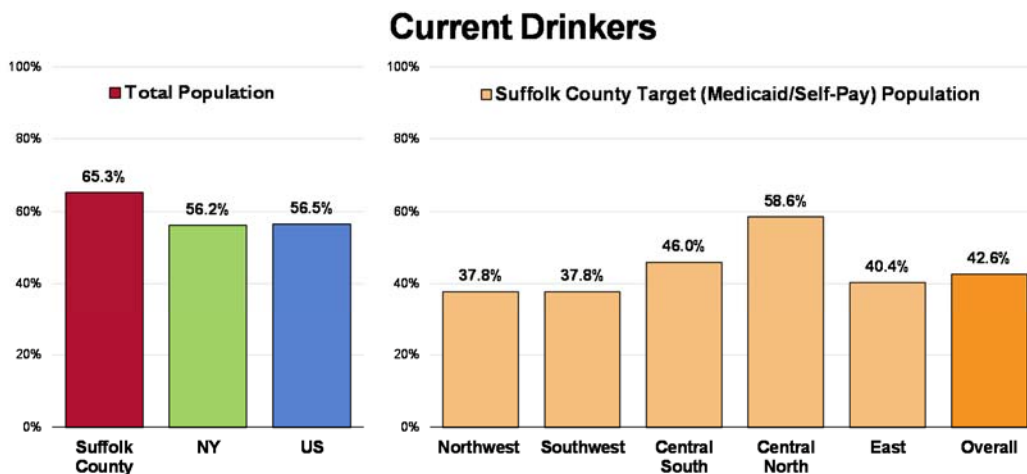 Current Drinkers
100%
80%
60%
40%
20%
0%
Total Population
65.3%
56.2%
56.5%
Suffolk
County
NY
US
100%
80%
60%
40%
20%
0%
Suffolk County Target (Medicaid/Self-Pay) Population
37.8%
37.8%
46.0%
58.6%
40.4%
42.6%
Northwest
Southwest
Central
South
Central
North
East
Overall